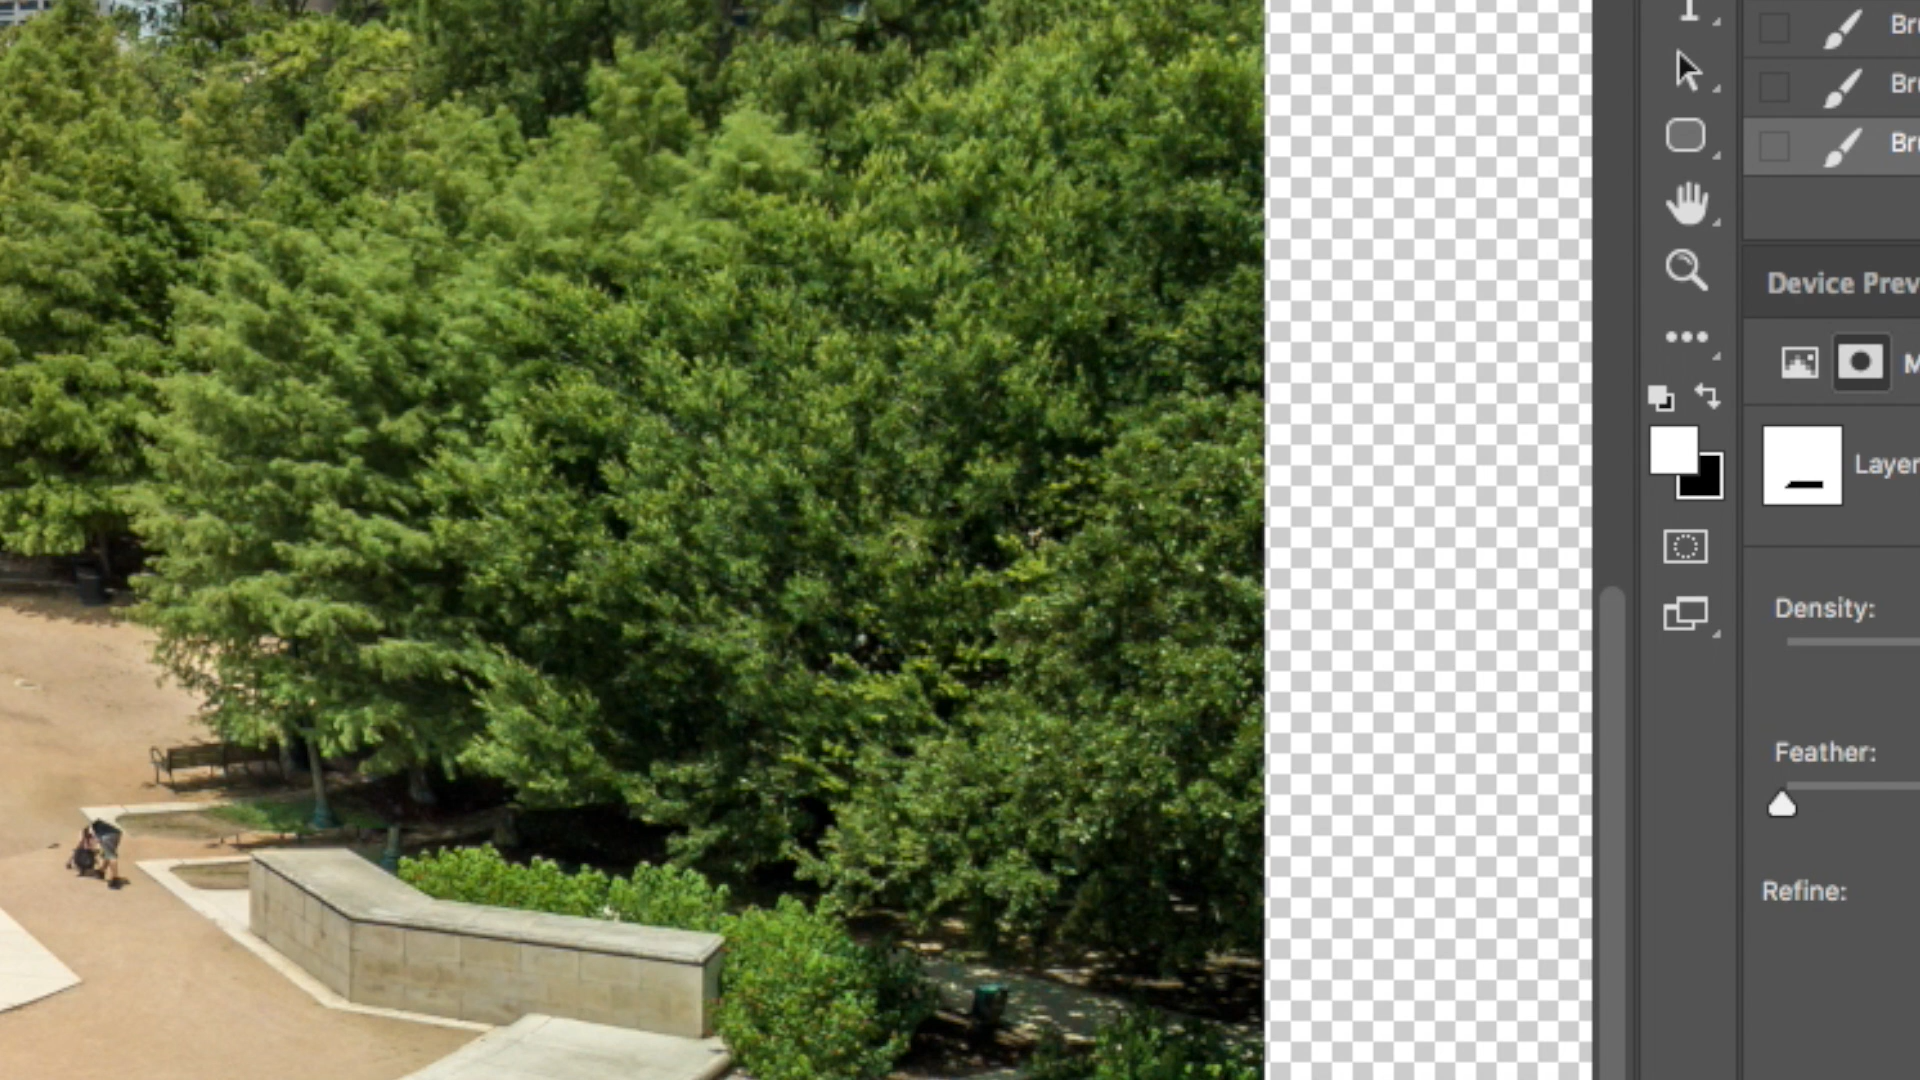 Bru
Bru
Bru
Device Prev
M
Layer
Density:
Feather:
Refine: